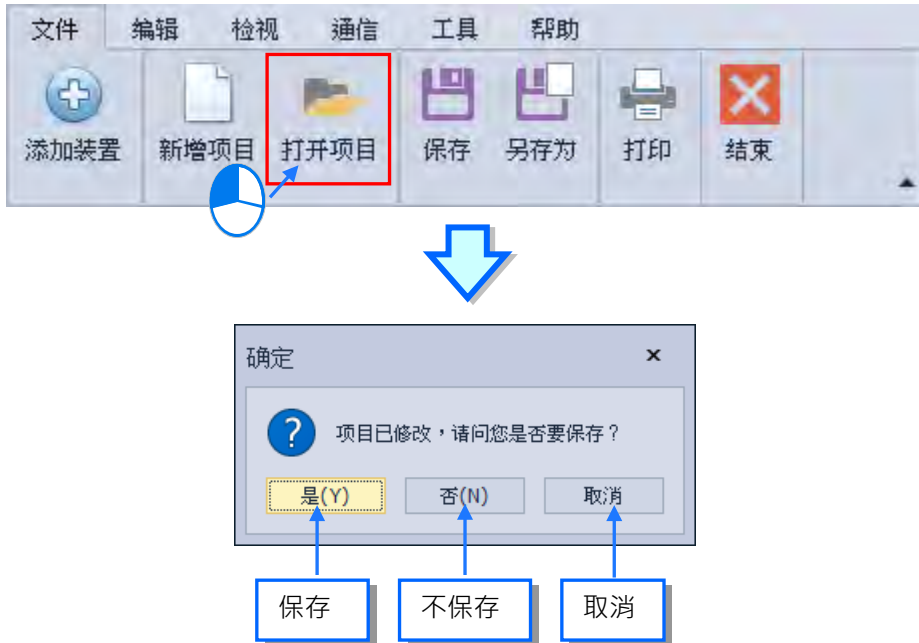 文件 编辑 检视 通信 工具 帮助
添加装置 新增项目 打开项目 保存 另存为 打印 结束
确定 ×
? 项目已修改，请问您是否要保存？
是(Y) 否(N) 取消
保存 不保存 取消